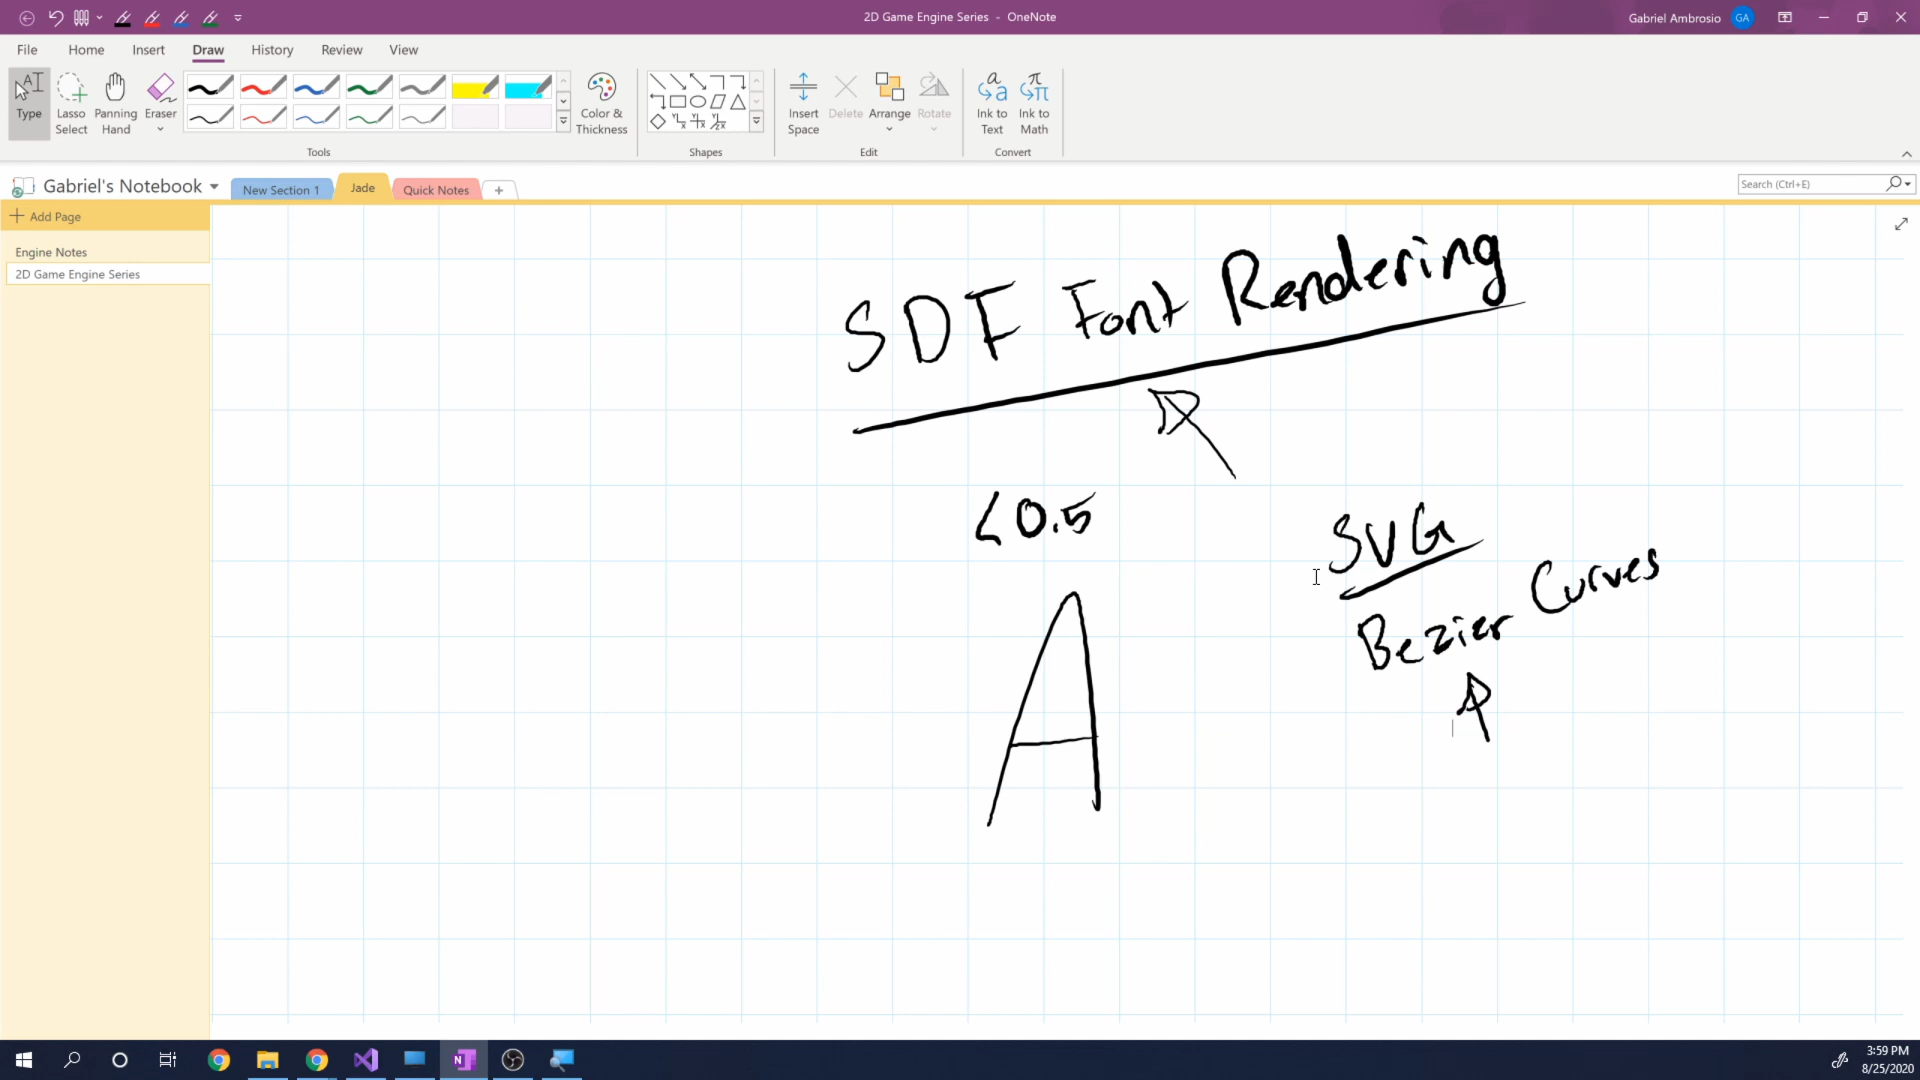 2D Game Engine Series - OneNote
Gabriel Ambrosio GA
File Home Insert Draw History Review View
Type
Lasso Select
Panning Hand
Eraser
Color & Thickness
Insert Space
Delete
Arrange
Rotate
Ink to Text
Ink to Math
Tools Shapes Edit Convert
Gabriel's Notebook
New Section 1 Jade Quick Notes +
Search (Ctrl+E)
Add Page
Engine Notes
2D Game Engine Series
SDF Font Rendering
<0.5
SVG
Bezier Curves
A
3:59 PM
8/25/2020